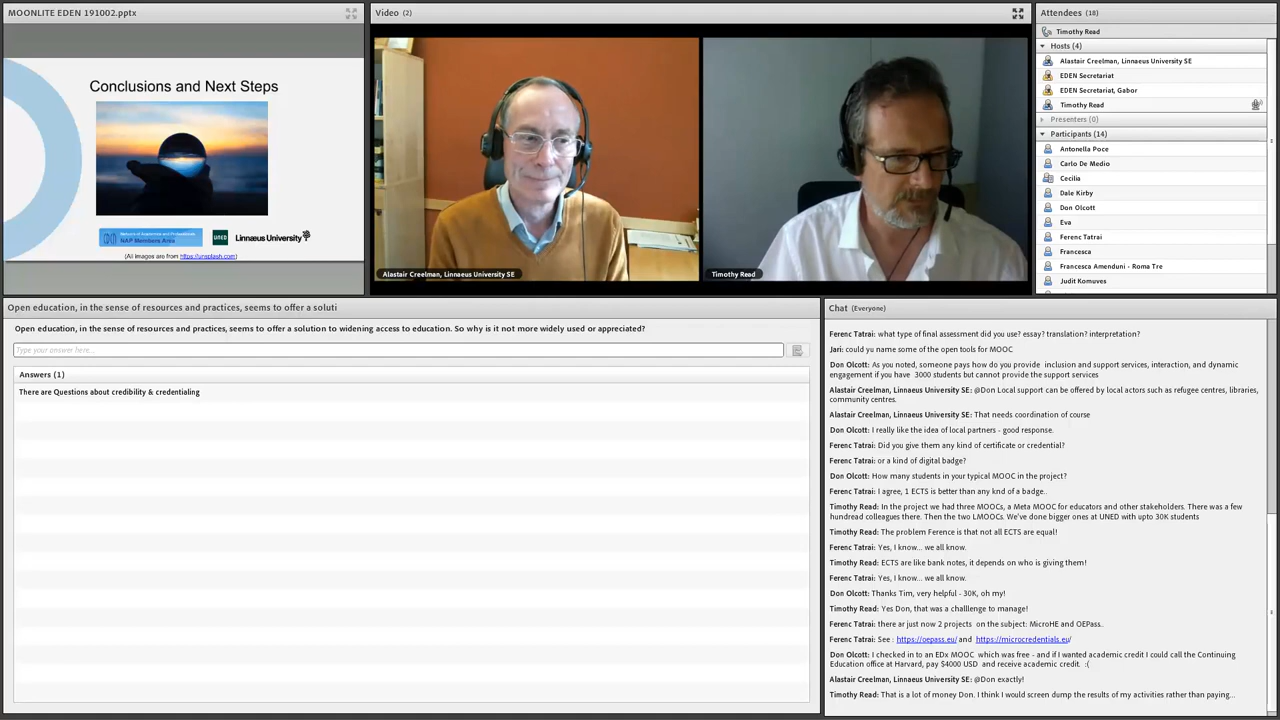 MOONLITE EDEN 191002.pptx
Conclusions and Next Steps
NAP Members Area
UNED
Linnæus University
(All images are from https://unsplash.com)
Video (2)
Alastair Creelman, Linnaeus University SE
Timothy Read
Attendees (18)
Timothy Read
Hosts (4)
Alastair Creelman, Linnaeus University SE
EDEN Secretariat
EDEN Secretariat, Gabor
Timothy Read
Presenters (0)
Participants (14)
Antonella Poce
Carlo De Medio
Cecilia
Dale Kirby
Don Olcott
Eva
Ferenc Tatrai
Francesca
Francesca Amenduni - Roma Tre
Judit Komuves
Open education, in the sense of resources and practices, seems to offer a soluti
Open education, in the sense of resources and practices, seems to offer a solution to widening access to education. So why is it not more widely used or appreciated?
Type your answer here...
Answers (1)
There are Questions about credibility & credentialing
Chat (Everyone)
Ferenc Tatrai: what type of final assessment did you use? essay? translation? interpretation?
Jari: could yu name some of the open tools for MOOC
Don Olcott: As you noted, someone pays how do you provide inclusion and support services, interaction, and dynamic
engagement if you have 3000 students but cannot provide the support services
Alastair Creelman, Linnaeus University SE: @Don Local support can be offered by local actors such as refugee centres, libraries,
community centres.
Alastair Creelman, Linnaeus University SE: That needs coordination of course
Don Olcott: I really like the idea of local partners - good response.
Ferenc Tatrai: Did you give them any kind of certificate or credential?
Ferenc Tatrai: or a kind of digital badge?
Don Olcott: How many students in your typical MOOC in the project?
Ferenc Tatrai: I agree, 1 ECTS is better than any knd of a badge..
Timothy Read: In the project we had three MOOCs, a Meta MOOC for educators and other stakeholders. There was a few
hundread colleagues there. Then the two LMOOCs. We've done bigger ones at UNED with upto 30K students
Timothy Read: The problem Ference is that not all ECTS are equal!
Ferenc Tatrai: Yes, I know... we all know.
Timothy Read: ECTS are like bank notes, it depends on who is giving them!
Ferenc Tatrai: Yes, I know... we all know.
Don Olcott: Thanks Tim, very helpful - 30K, oh my!
Timothy Read: Yes Don, that was a challlenge to manage!
Ferenc Tatrai: there ar just now 2 projects on the subject: MicroHE and OEPass..
Ferenc Tatrai: See : https://oepass.eu/ and https://microcredentials.eu/
Don Olcott: I checked in to an EDx MOOC which was free - and if I wanted academic credit I could call the Continuing
Education office at Harvard, pay $4000 USD and receive academic credit. :(
Alastair Creelman, Linnaeus University SE: @Don exactly!
Timothy Read: That is a lot of money Don. I think I would screen dump the results of my activities rather than paying...